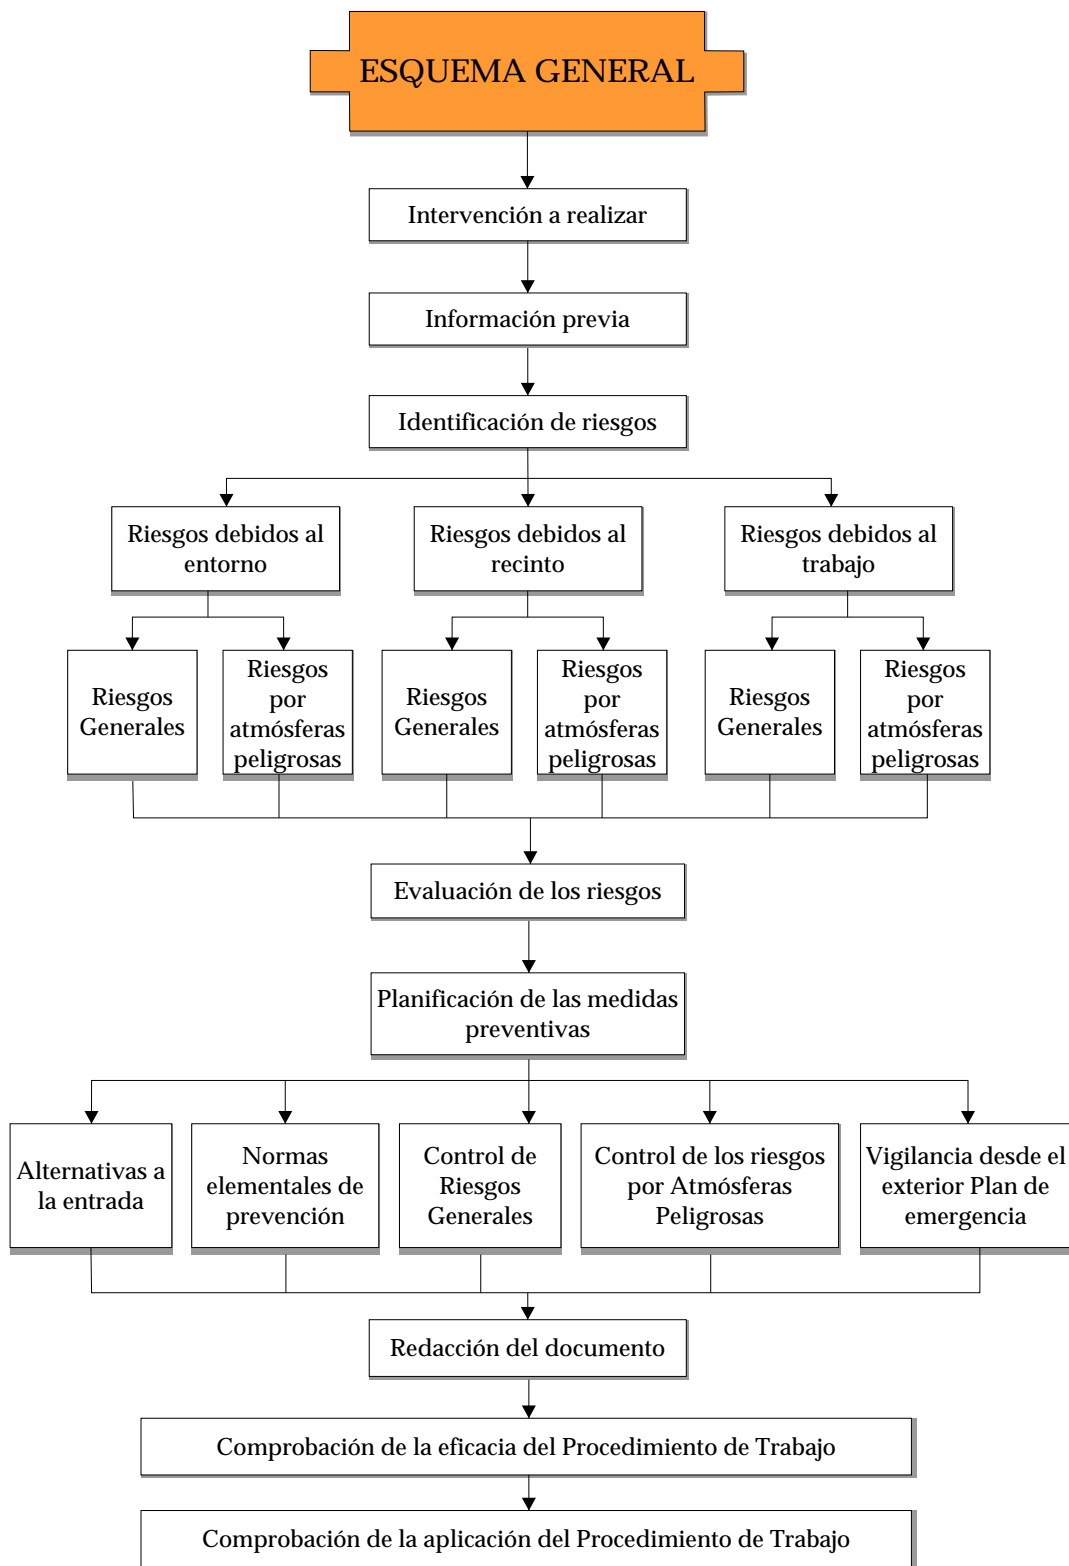 ESQUEMA GENERAL
Intervención a realizar
Información previa
Identificación de riesgos
Riesgos debidos al
entorno
Riesgos debidos al
recinto
Riesgos debidos al
trabajo
Riesgos
Generales
Riesgos
por
atmósferas
peligrosas
Riesgos
Generales
Riesgos
por
atmósferas
peligrosas
Riesgos
Generales
Riesgos
por
atmósferas
peligrosas
Evaluación de los riesgos
Planificación de las medidas
preventivas
Alternativas a
la entrada
Normas
elementales de
prevención
Control de
Riesgos
Generales
Control de los riesgos
por Atmósferas
Peligrosas
Vigilancia desde el
exterior Plan de
emergencia
Redacción del documento
Comprobación de la eficacia del Procedimiento de Trabajo
Comprobación de la aplicación del Procedimiento de Trabajo